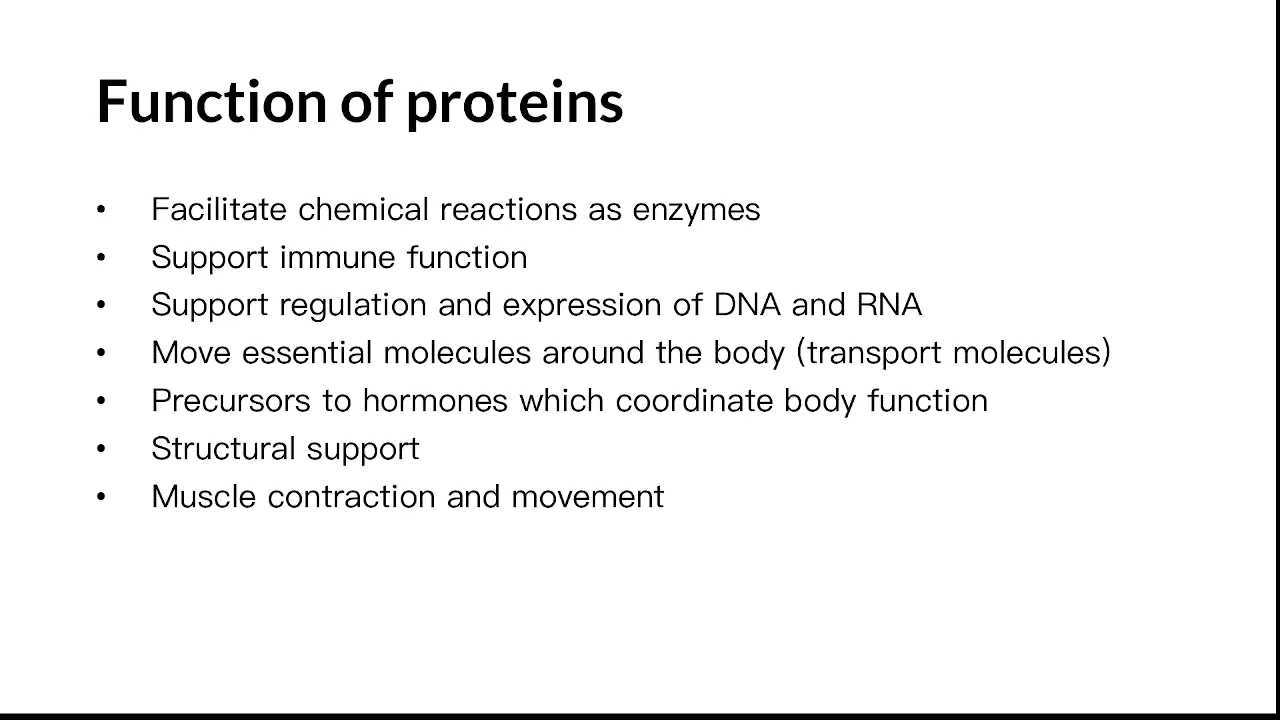 Function of proteins
• Facilitate chemical reactions as enzymes
• Support immune function
• Support regulation and expression of DNA and RNA
• Move essential molecules around the body (transport molecules)
• Precursors to hormones which coordinate body function
• Structural support
• Muscle contraction and movement